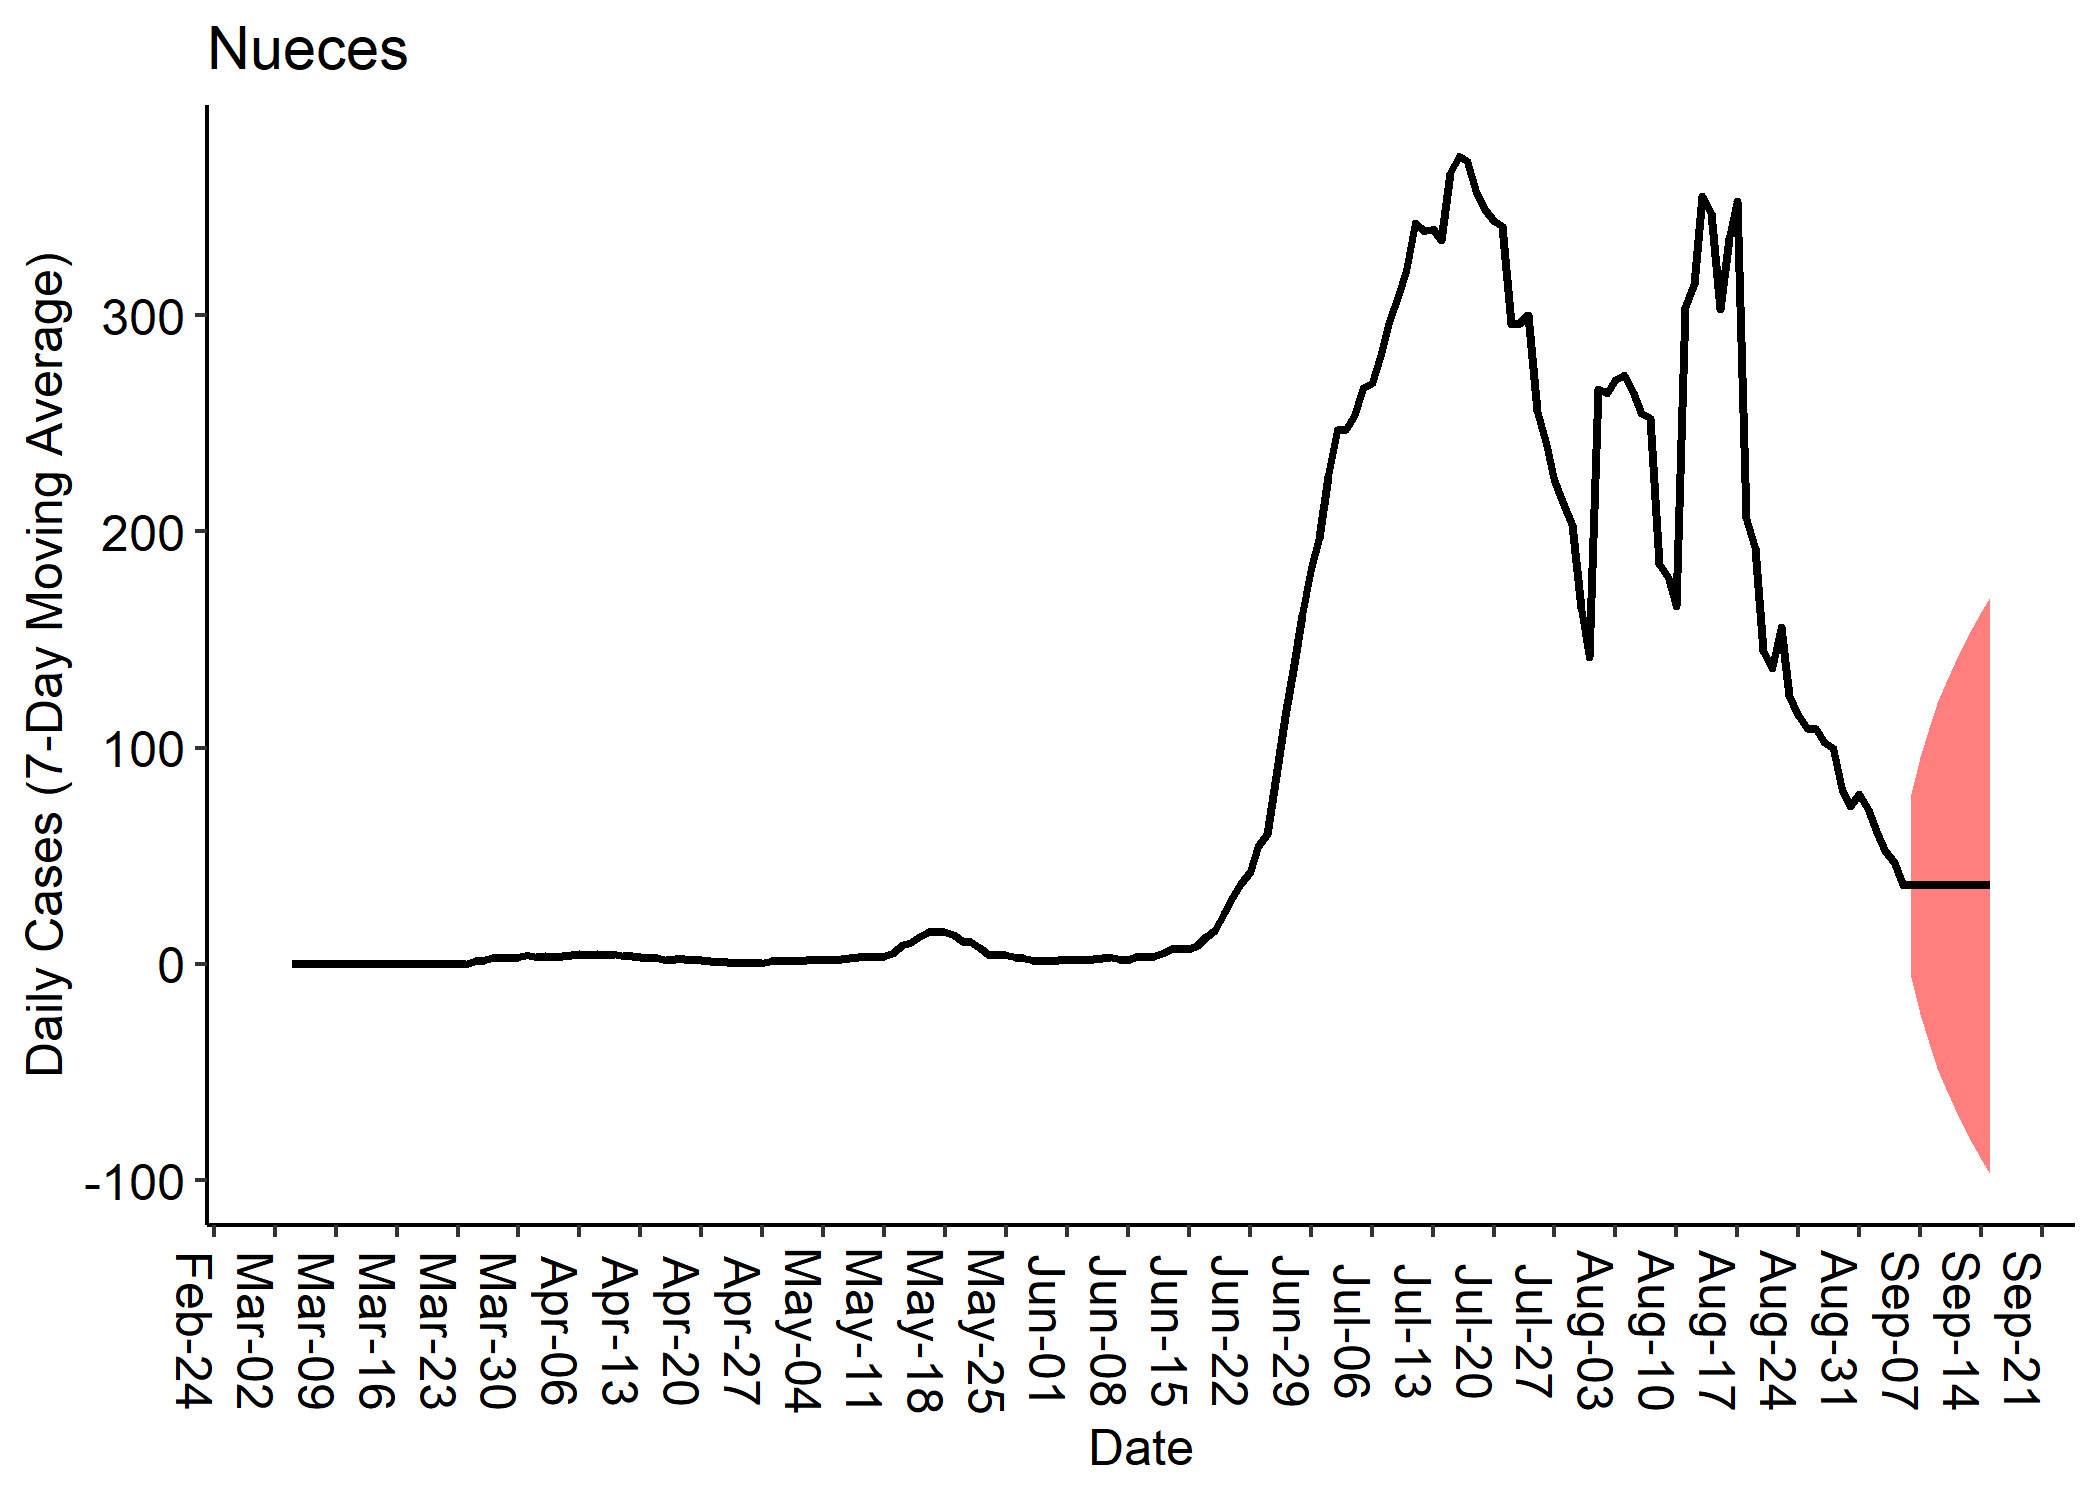 Nueces
Daily Cases (7-Day Moving Average)
300
200
100
0
-100
Feb-24
Mar-02
Mar-09
Mar-16
Mar-23
Mar-30
Apr-06
Apr-13
Apr-20
Apr-27
May-04
May-11
May-18
May-25
Jun-01
Jun-08
Jun-15
Jun-22
Jun-29
Jul-06
Jul-13
Jul-20
Jul-27
Aug-03
Aug-10
Aug-17
Aug-24
Aug-31
Sep-07
Sep-14
Sep-21
Date